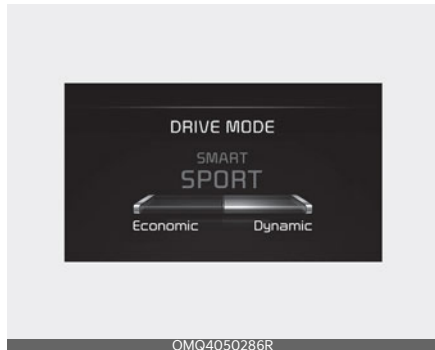 DRIVE MODE
SMART
SPORT
Economic Dynamic
OMQ4050286R